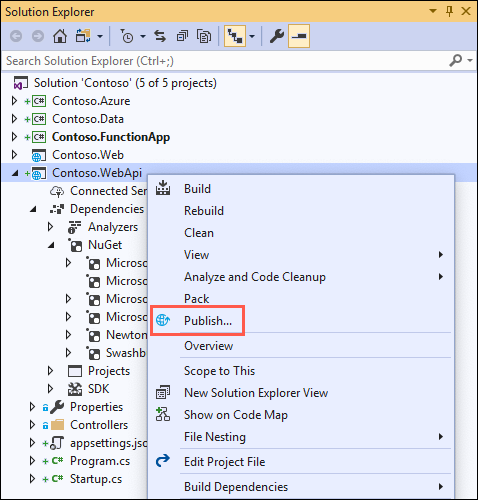 Solution Explorer
Search Solution Explorer (Ctrl+;)
Solution 'Contoso' (5 of 5 projects)
C# Contoso.Azure
C# Contoso.Data
C# Contoso.FunctionApp
Contoso.Web
Contoso.WebApi
Connected Ser
Dependencies
Analyzers
NuGet
Microso
Microso
Microso
Microso
Newton
Swashb
Projects
SDK
Properties
Controllers
appsettings.jso
C# Program.cs
C# Startup.cs
Build
Rebuild
Clean
View
Analyze and Code Cleanup
Pack
Publish...
Overview
Scope to This
New Solution Explorer View
Show on Code Map
File Nesting
Edit Project File
Build Dependencies